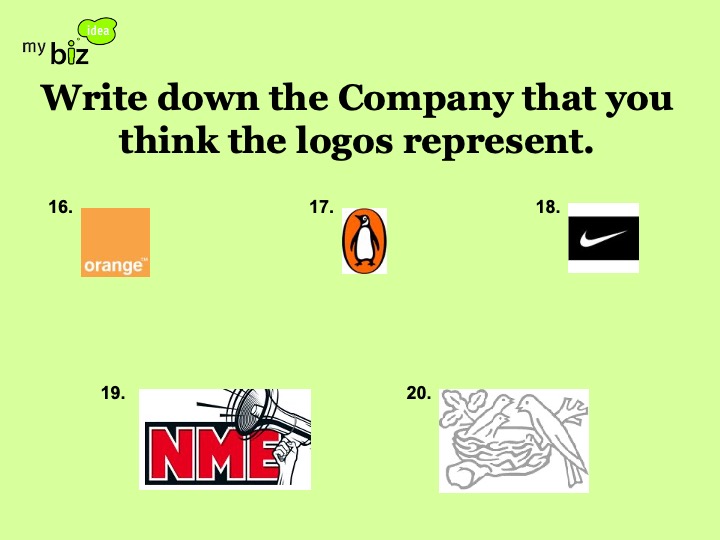 my
biz
idea
Write down the Company that you
think the logos represent.
16.
orange™
17.
18.
19.
NME
20.